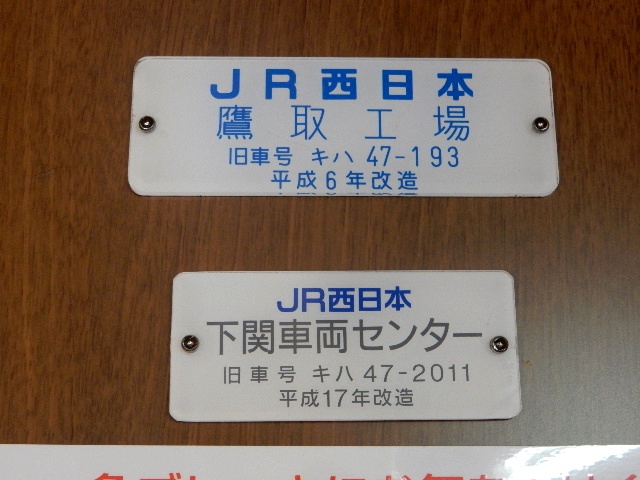 JR西日本
鷹取工場
旧車号 キハ 47-193
平成6年改造
JR西日本
下関車両センター
旧車号 キハ 47-2011
平成17年改造